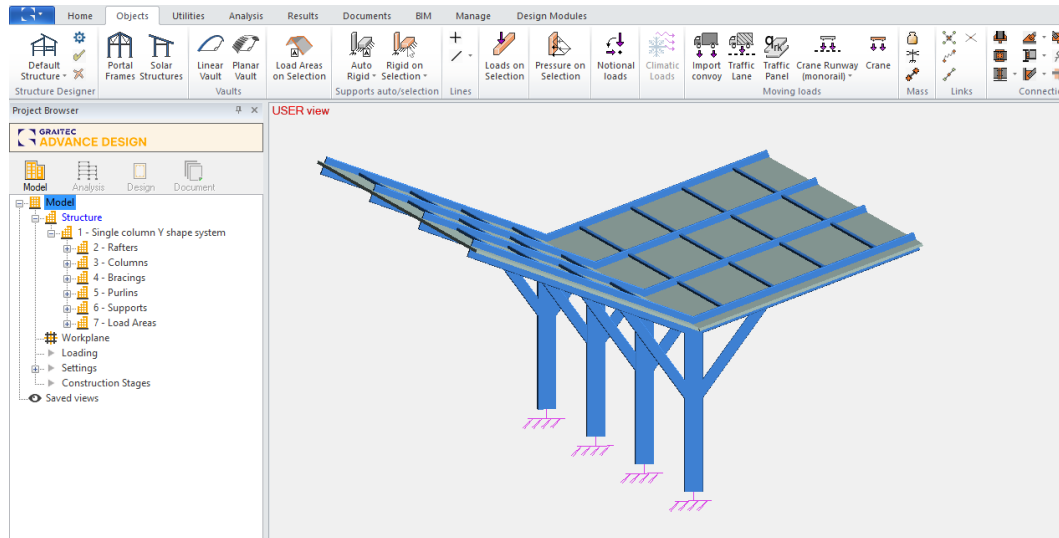 Home Objects Utilities Analysis Results Documents BIM Manage Design Modules
Default Structure
Portal Frames
Solar Structures
Linear Vault
Planar Vault
Load Areas on Selection
Auto Rigid
Rigid on Selection
Loads on Selection
Pressure on Selection
Notional loads
Climatic Loads
Import convoy
Traffic Lane
Traffic Panel
Crane Runway (monorail)
Crane
Structure Designer Vaults Supports auto/selection Lines Moving loads Mass Links Connectio
Project Browser
USER view
GRAITEC
ADVANCE DESIGN
Model Analysis Design Document
Model
Structure
1 - Single column Y shape system
2 - Rafters
3 - Columns
4 - Bracings
5 - Purlins
6 - Supports
7 - Load Areas
Workplane
Loading
Settings
Construction Stages
Saved views